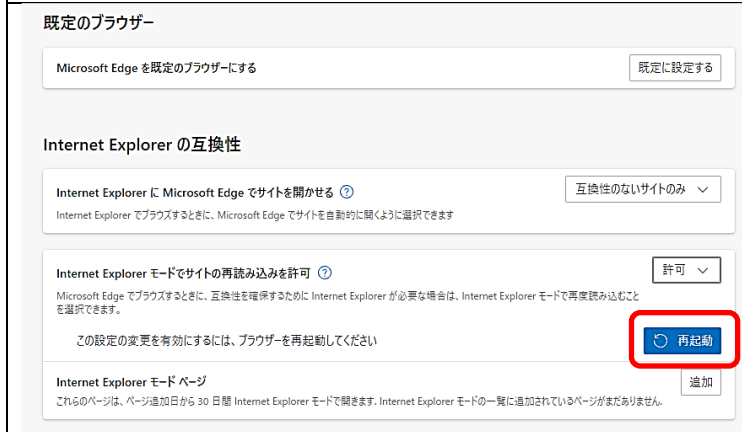 既定のブラウザー
Microsoft Edge を既定のブラウザーにする
既定に設定する
Internet Explorer の互換性
Internet Explorer に Microsoft Edge でサイトを開かせる ?
互換性のないサイトのみ
Internet Explorer でブラウズするときに、Microsoft Edge でサイトを自動的に開くように選択できます
Internet Explorer モードでサイトの再読み込みを許可 ?
許可
Microsoft Edge でブラウズするときに、互換性を確保するために Internet Explorer が必要な場合は、Internet Explorer モードで再度読み込むこと
を選択できます。
この設定の変更を有効にするには、ブラウザーを再起動してください
再起動
Internet Explorer モード ページ
追加
これらのページは、ページ追加日から 30 日間 Internet Explorer モードで開きます. Internet Explorer モードの一覧に追加されているページがまだありません.